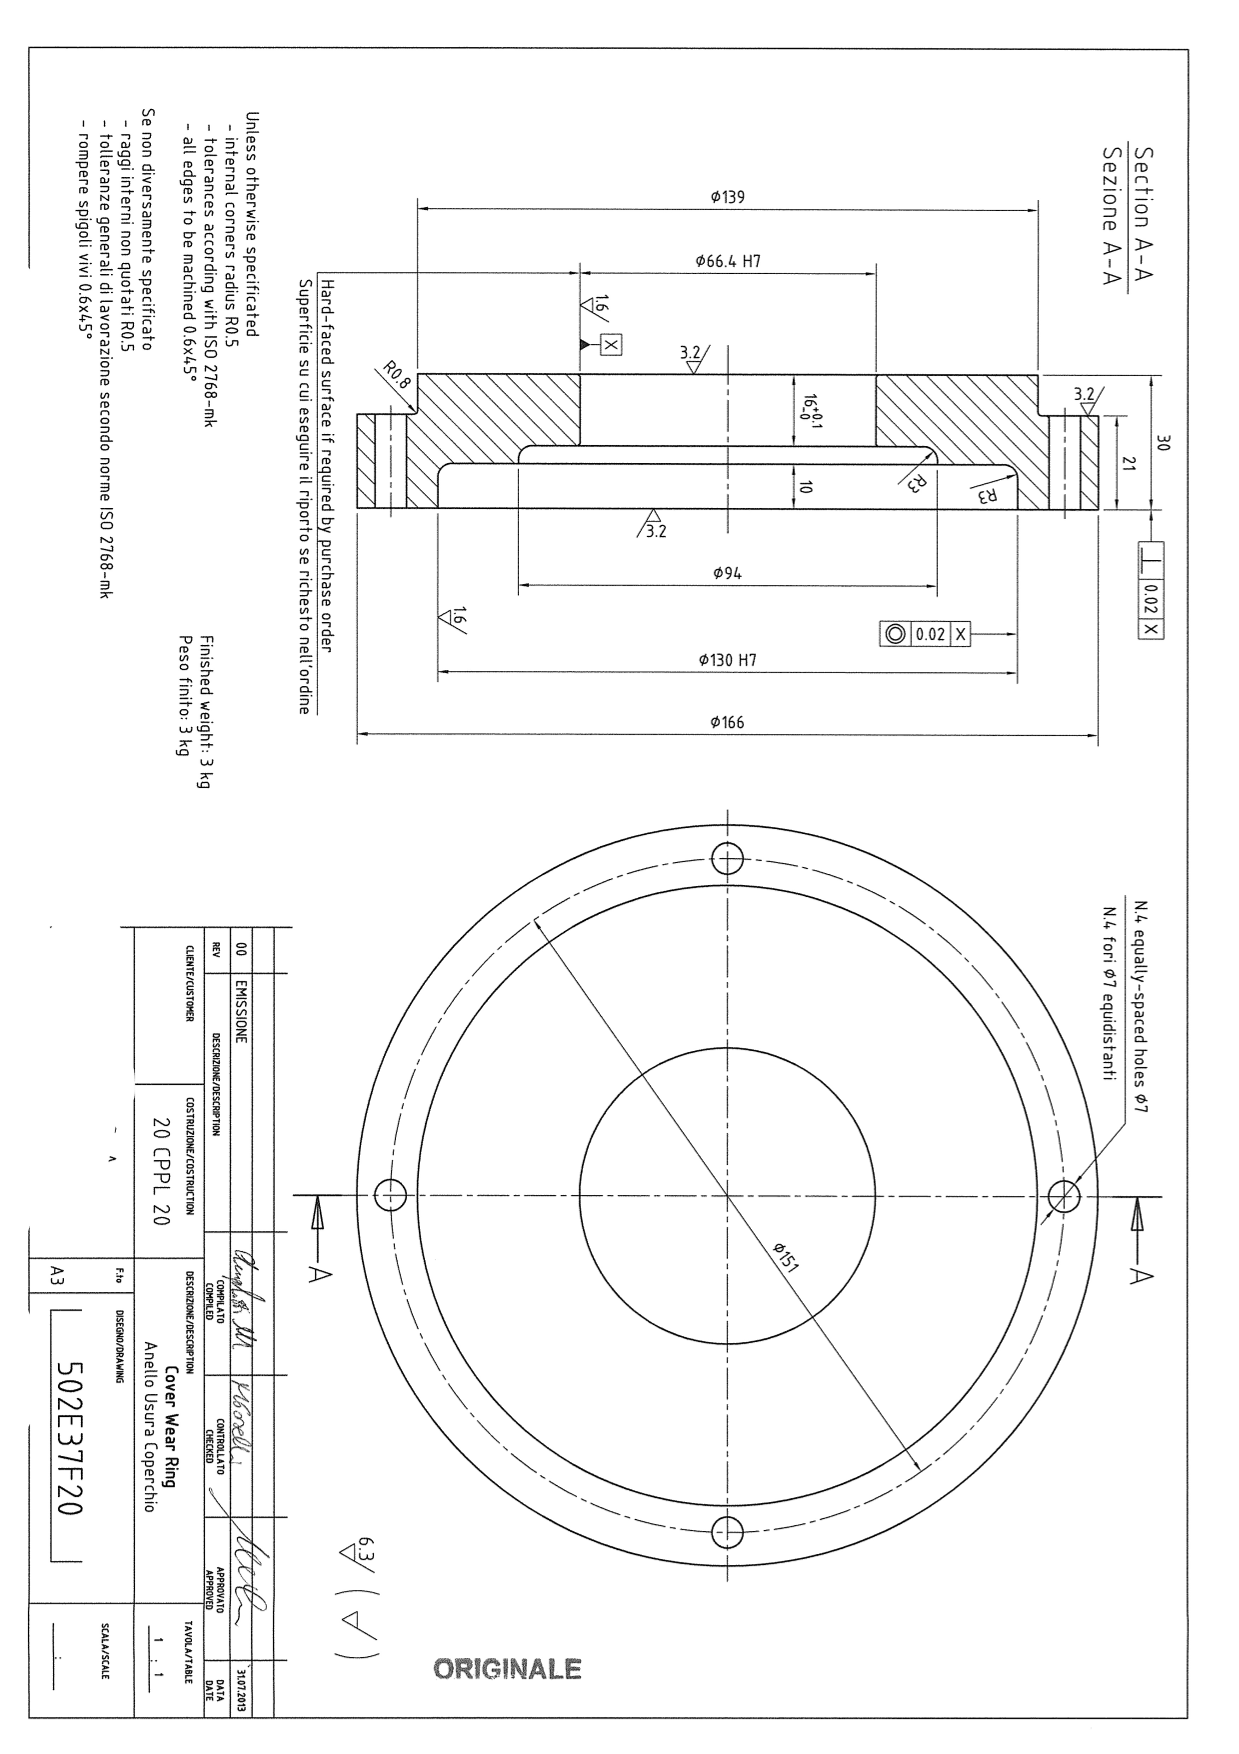 Section A-A
Sezione A-A
ϕ139
ϕ66.4 H7
1.6
X
3.2
R0.8
16 +0.1 -0
10
R3
R3
3.2
30
21
⊥ 0.02 X
3.2
ϕ94
1.6
◎ 0.02 X
ϕ130 H7
ϕ166
Hard-faced surface if required by purchase order
Superficie su cui eseguire il riporto se richesto nell'ordine
Unless otherwise specificated
- internal corners radius R0.5
- tolerances according with ISO 2768-mk
- all edges to be machined 0.6x45°
Se non diversamente specificato
- raggi interni non quotati R0.5
- tolleranze generali di lavorazione secondo norme ISO 2768-mk
- rompere spigoli vivi 0.6x45°
Finished weight: 3 kg
Peso finito: 3 kg
N.4 equally-spaced holes ϕ7
N.4 fori ϕ7 equidistanti
A
A
ϕ151
6.3
ORIGINALE
00 EMISSIONE 31.07.2013
REV DESCRIZIONE/DESCRIPTION COMPILATO COMPILED CONTROLLATO CHECKED APPROVATO APPROVED DATA DATE
CLIENTE/CUSTOMER COSTRUZIONE/COSTRUCTION DESCRIZIONE/DESCRIPTION TAVOLA/TABLE
20 CPPL 20
Cover Wear Ring
Anello Usura Coperchio
1 : 1
F.to DISEGNO/DRAWING SCALA/SCALE
A3 502E37F20 :